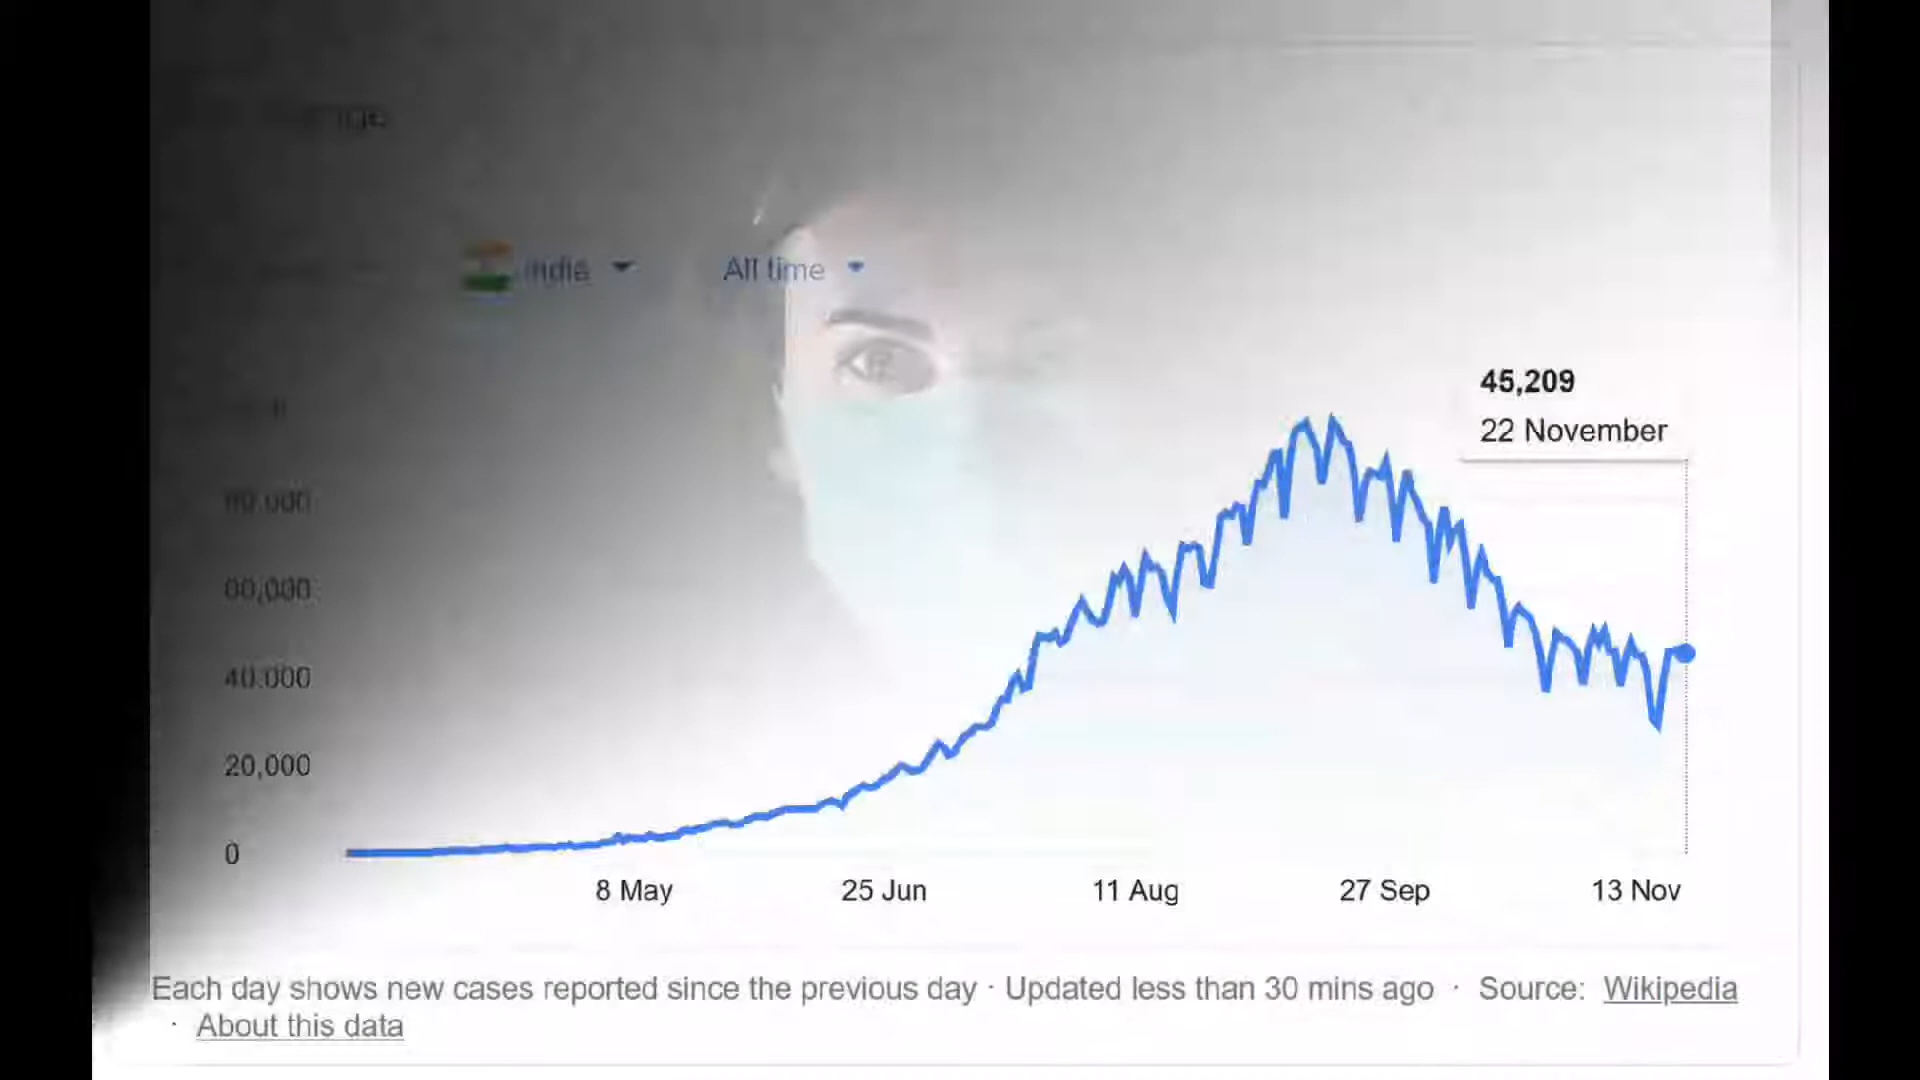 India
All time
45,209
22 November
60,000
40,000
20,000
0
8 May
25 Jun
11 Aug
27 Sep
13 Nov
Each day shows new cases reported since the previous day · Updated less than 30 mins ago · Source: Wikipedia
· About this data